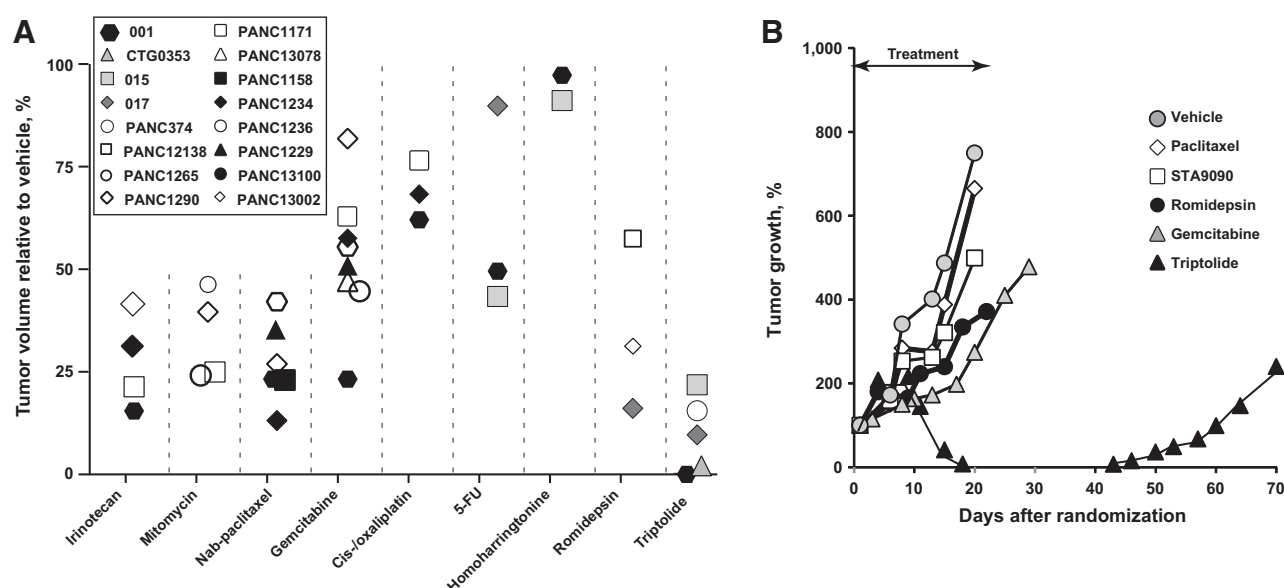 A
Tumor volume relative to vehicle, %
100
75
50
25
0
001
CTG0353
015
017
PANC374
PANC12138
PANC1265
PANC1290
PANC1171
PANC13078
PANC1158
PANC1234
PANC1236
PANC1229
PANC13100
PANC13002
Irinotecan
Mitomycin
Nab-paclitaxel
Gemcitabine
Cis-/oxaliplatin
5-FU
Homoharringtonine
Romidepsin
Triptolide
B
Tumor growth, %
1,000
800
600
400
200
0
Treatment
Vehicle
Paclitaxel
STA9090
Romidepsin
Gemcitabine
Triptolide
0 10 20 30 40 50 60 70
Days after randomization